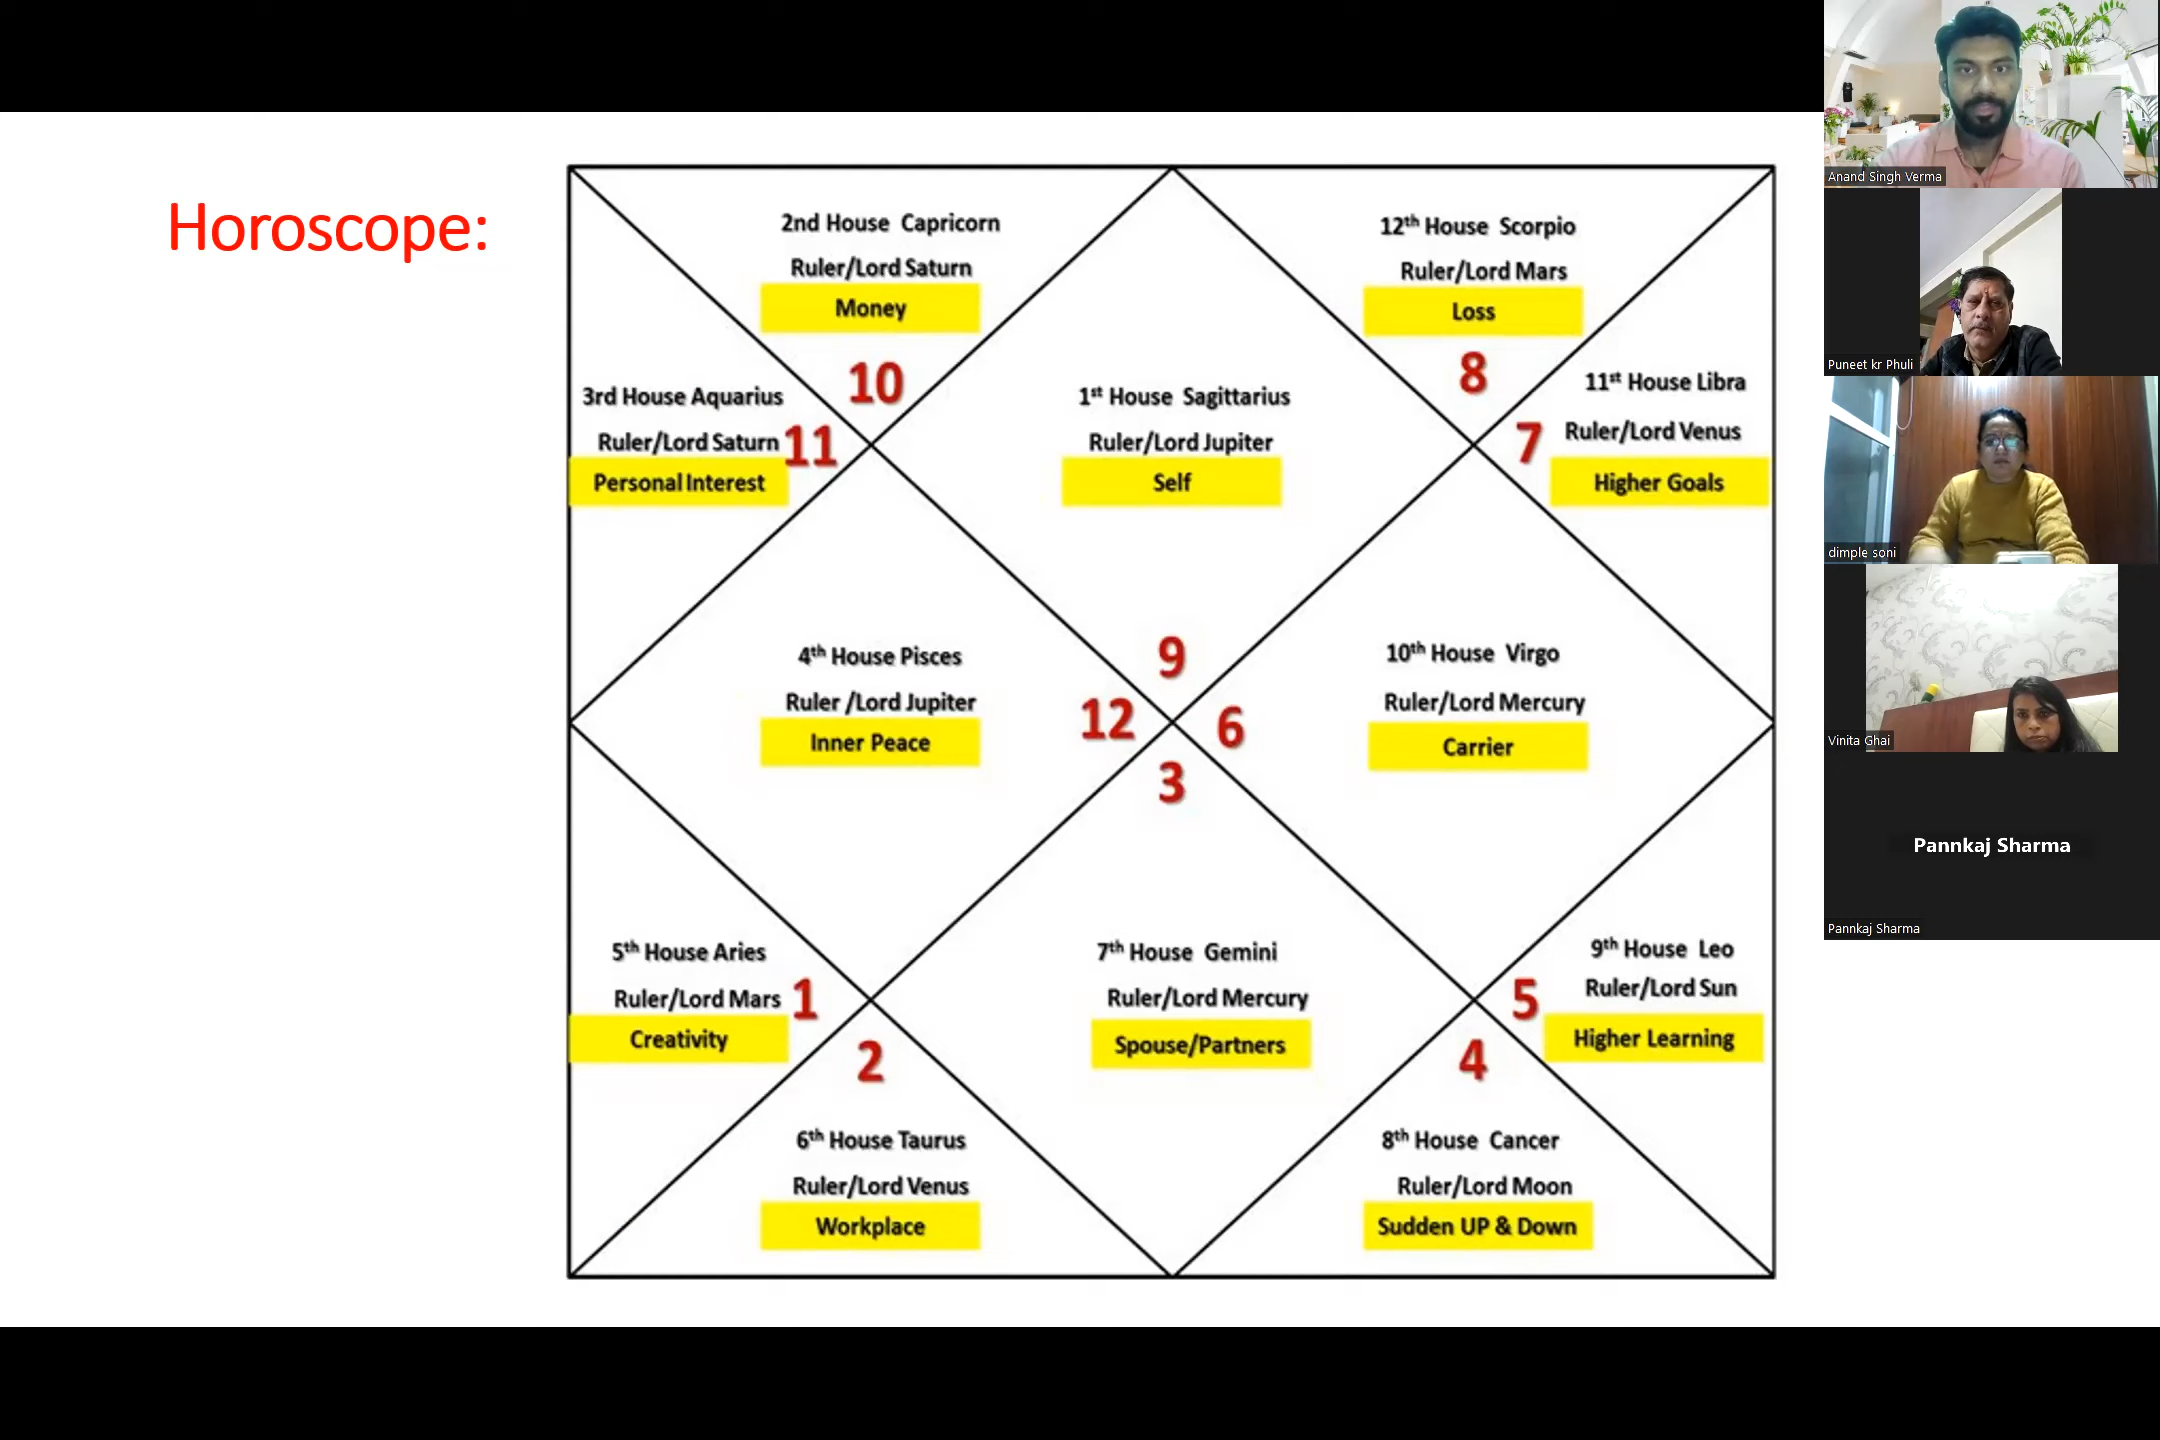 Horoscope:
2nd House Capricorn
Ruler/Lord Saturn
Money
10
12th House Scorpio
Ruler/Lord Mars
Loss
8
3rd House Aquarius
Ruler/Lord Saturn
11
Personal Interest
1st House Sagittarius
Ruler/Lord Jupiter
Self
9
11st House Libra
7
Ruler/Lord Venus
Higher Goals
4th House Pisces
Ruler /Lord Jupiter
Inner Peace
12
10th House Virgo
Ruler/Lord Mercury
Carrier
6
3
5th House Aries
Ruler/Lord Mars
1
Creativity
7th House Gemini
Ruler/Lord Mercury
Spouse/Partners
9th House Leo
Ruler/Lord Sun
5
Higher Learning
2
6th House Taurus
Ruler/Lord Venus
Workplace
4
8th House Cancer
Ruler/Lord Moon
Sudden UP & Down
Anand Singh Verma
Puneet kr Phuli
dimple soni
Vinita Ghai
Pannkaj Sharma
Pannkaj Sharma